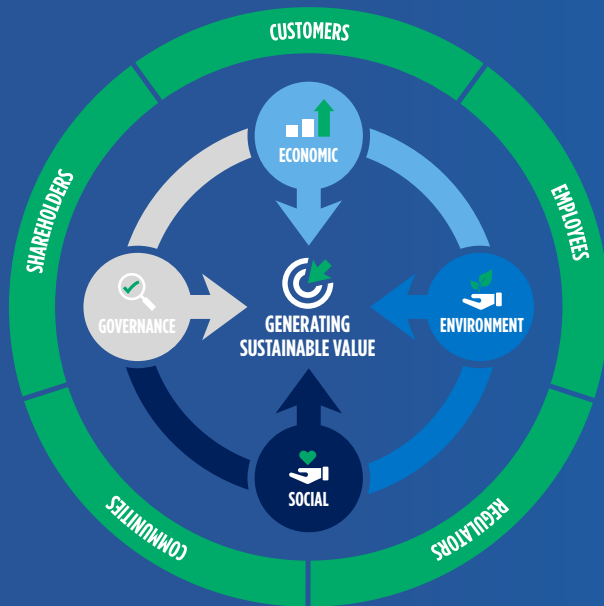 CUSTOMERS
ECONOMIC
SHAREHOLDERS
EMPLOYEES
GOVERNANCE
GENERATING
SUSTAINABLE VALUE
ENVIRONMENT
SOCIAL
COMMUNITIES
REGULATORS